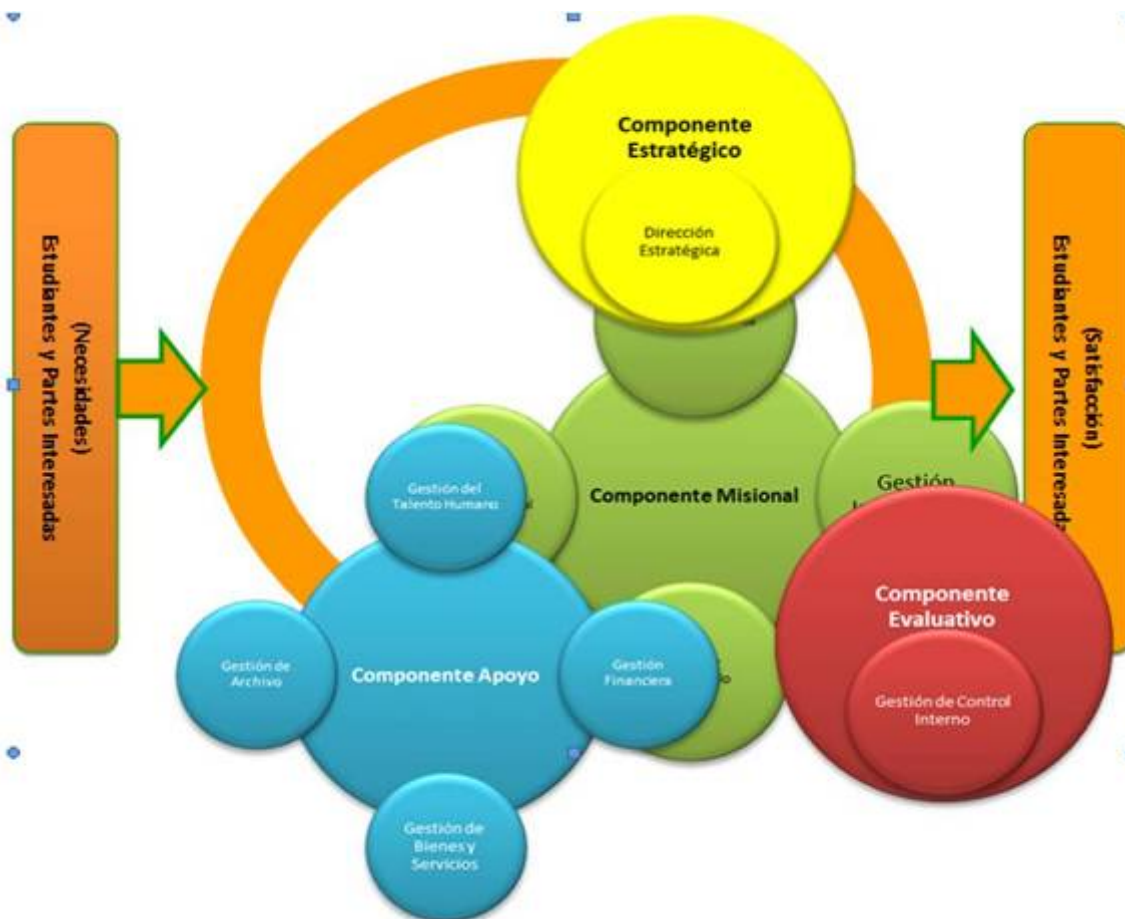 Componente
Estratégico
Dirección
Estratégica
(Necesidades)
Estudiantes y Partes Interesadas
(Satisfacción)
Estudiantes y Partes
Gestión del
Talento Humano
Componente Misional
Gestión
Componente
Evaluativo
Gestión de Control
Interno
Gestión de
Archivo
Componente Apoyo
Gestión
Financiera
Gestión de
Bienes y
Servicios